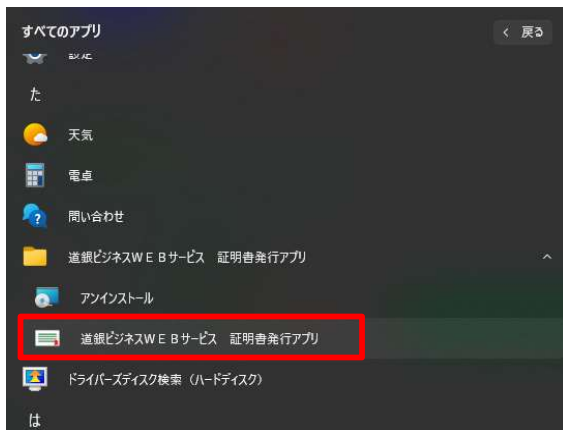 すべてのアプリ
< 戻る
設定
た
天気
電卓
問い合わせ
道銀ビジネスWEBサービス　証明書発行アプリ
アンインストール
道銀ビジネスWEBサービス　証明書発行アプリ
ドライバーズディスク検索 (ハードディスク)
は